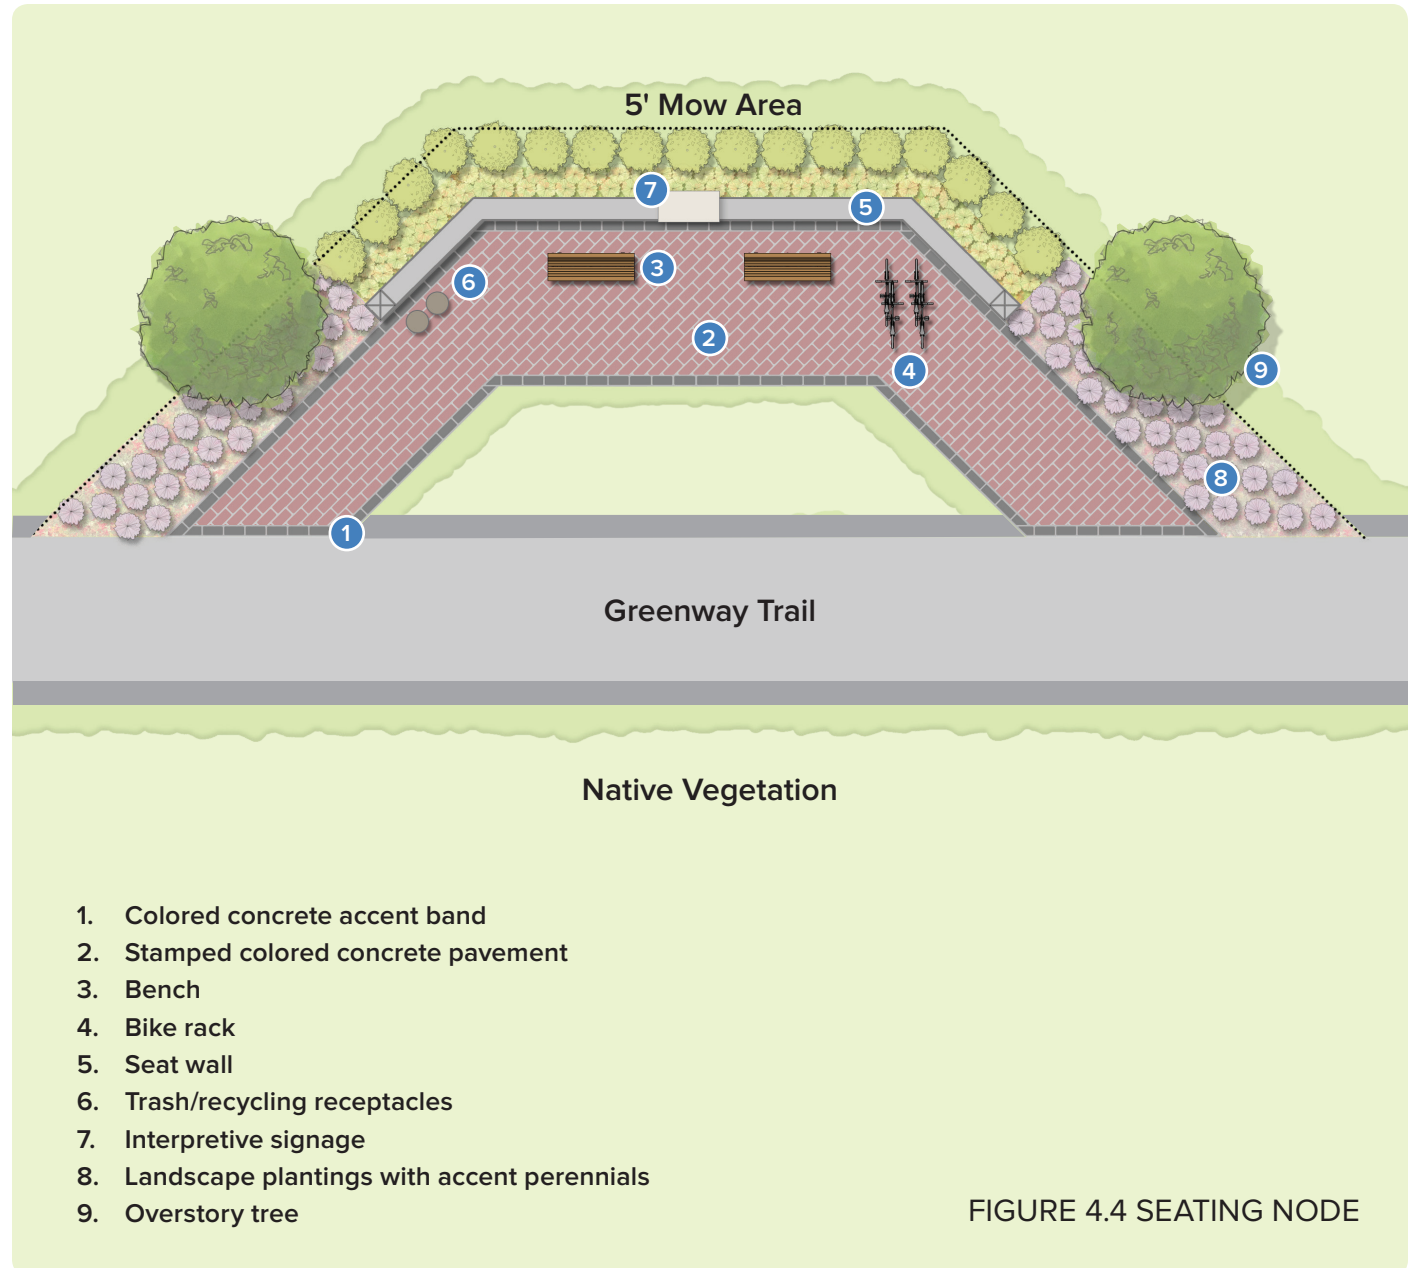 5' Mow Area
7
5
6
3
2
4
9
8
1
Greenway Trail
Native Vegetation
1. Colored concrete accent band
2. Stamped colored concrete pavement
3. Bench
4. Bike rack
5. Seat wall
6. Trash/recycling receptacles
7. Interpretive signage
8. Landscape plantings with accent perennials
9. Overstory tree
FIGURE 4.4 SEATING NODE